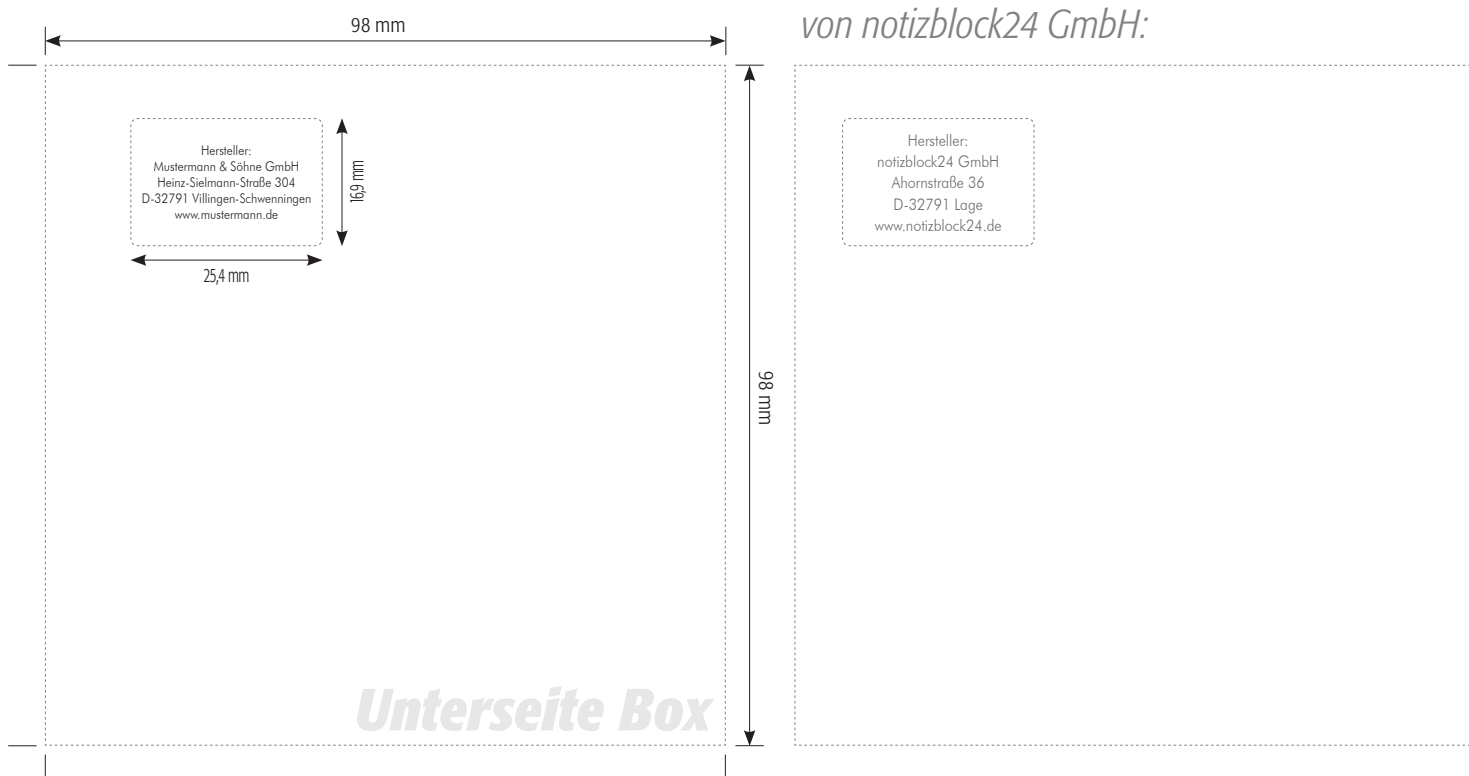 98 mm
von notizblock24 GmbH:
Hersteller:
Mustermann & Söhne GmbH
Heinz-Sielmann-Straße 304
D-32791 Villingen-Schwenningen
www.mustermann.de
16,9 mm
25,4 mm
98 mm
Unterseite Box
Hersteller:
notizblock24 GmbH
Ahornstraße 36
D-32791 Lage
www.notizblock24.de